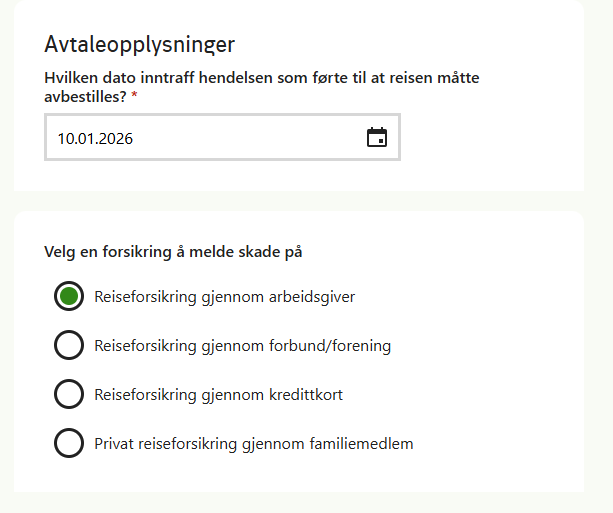 Avtaleopplysninger
Hvilken dato inntraff hendelsen som førte til at reisen måtte
avbestilles? *
10.01.2026
Velg en forsikring å melde skade på
Reiseforsikring gjennom arbeidsgiver
Reiseforsikring gjennom forbund/forening
Reiseforsikring gjennom kredittkort
Privat reiseforsikring gjennom familiemedlem